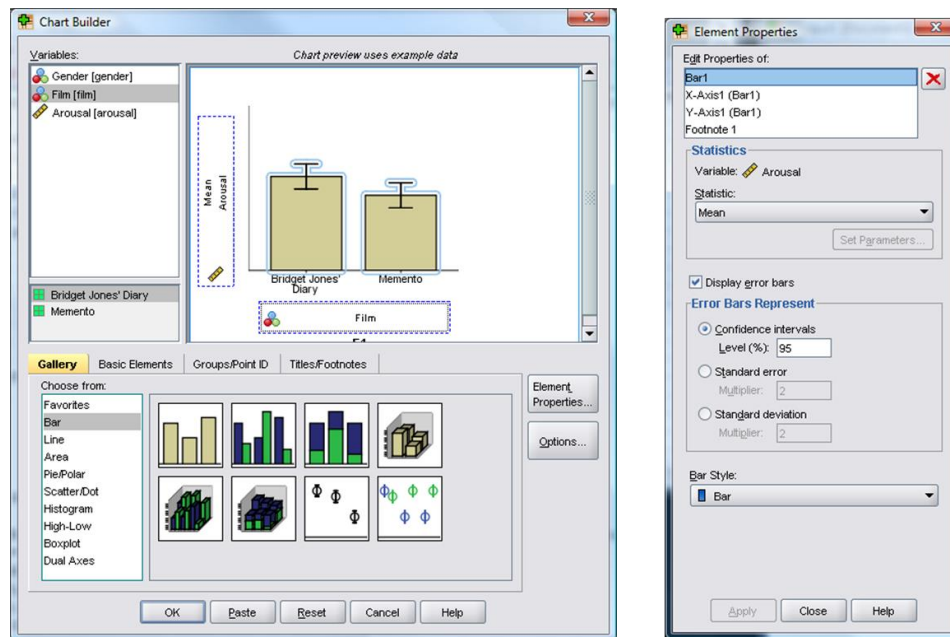 Chart Builder
Variables:
Chart preview uses example data
Gender [gender]
Film [film]
Arousal [arousal]
Mean
Arousal
Bridget Jones'
Diary
Memento
Film
Bridget Jones' Diary
Memento
Gallery
Basic Elements
Groups/Point ID
Titles/Footnotes
Choose from:
Favorites
Bar
Line
Area
Pie/Polar
Scatter/Dot
Histogram
High-Low
Boxplot
Dual Axes
Element
Properties...
Options...
OK
Paste
Reset
Cancel
Help
Element Properties
Edit Properties of:
Bar1
X-Axis1 (Bar1)
Y-Axis1 (Bar1)
Footnote 1
Statistics
Variable: Arousal
Statistic:
Mean
Set Parameters...
Display error bars
Error Bars Represent
Confidence intervals
Level (%): 95
Standard error
Multiplier: 2
Standard deviation
Multiplier: 2
Bar Style:
Bar
Apply
Close
Help